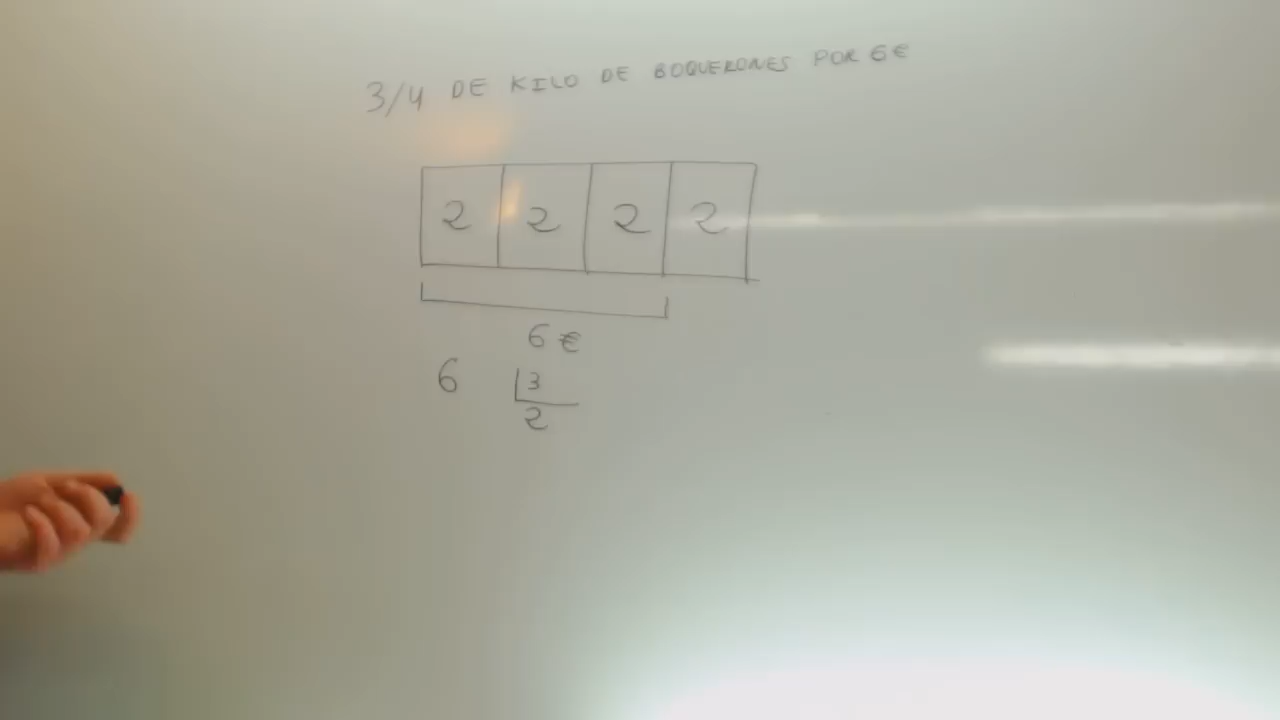 3/4 DE KILO DE BOQUERONES POR 6€
2 2 2 2
6 €
6 3
2